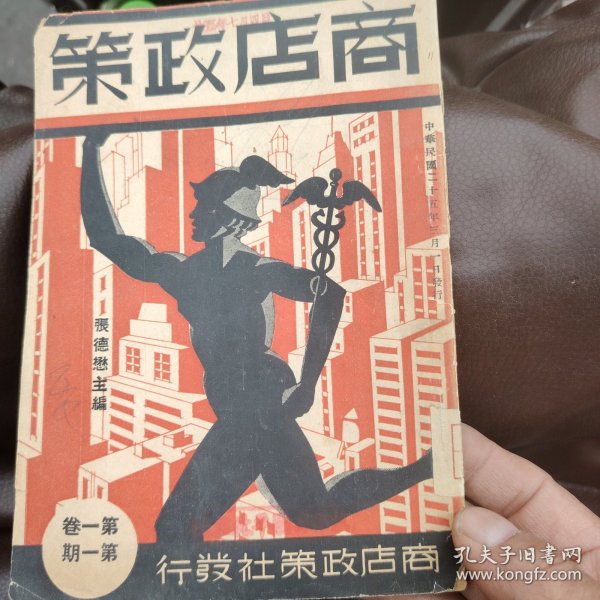 商店政策
中華民國二十五年三月一日發行
張德懋主編
第一卷
第一期
商店政策社發行
孔夫子旧书网
www.kongfz.com